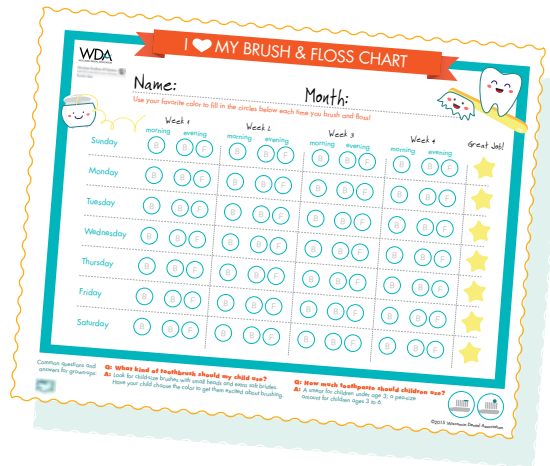 I MY BRUSH & FLOSS CHART
WDA
Name:
Month:
Use your favorite color to fill in the circles below each time you brush and floss!
Week 1 Week 2 Week 3 Week 4
morning evening morning evening morning evening morning evening Great Job!
Sunday B B F B B F B B F B B F
Monday B B F B B F B B F B B F
Tuesday B B F B B F B B F B B F
Wednesday B B F B B F B B F B B F
Thursday B B F B B F B B F B B F
Friday B B F B B F B B F B B F
Saturday B B F B B F B B F B B F
Common questions and
answers for grown-ups:
Q: What kind of toothbrush should my child use?
A: Look for child-size brushes with small heads and extra soft bristles.
Have your child choose the color to get them excited about brushing.
Q: How much toothpaste should children use?
A: A smear for children under age 3; a pea-size
amount for children ages 3 to 6.
©2015 Wisconsin Dental Association